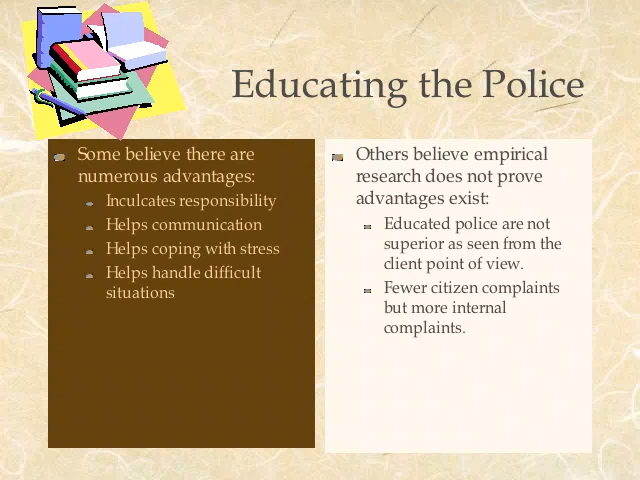 Educating the Police
Some believe there are
numerous advantages:
Inculcates responsibility
Helps communication
Helps coping with stress
Helps handle difficult
situations
Others believe empirical
research does not prove
advantages exist:
Educated police are not
superior as seen from the
client point of view.
Fewer citizen complaints
but more internal
complaints.